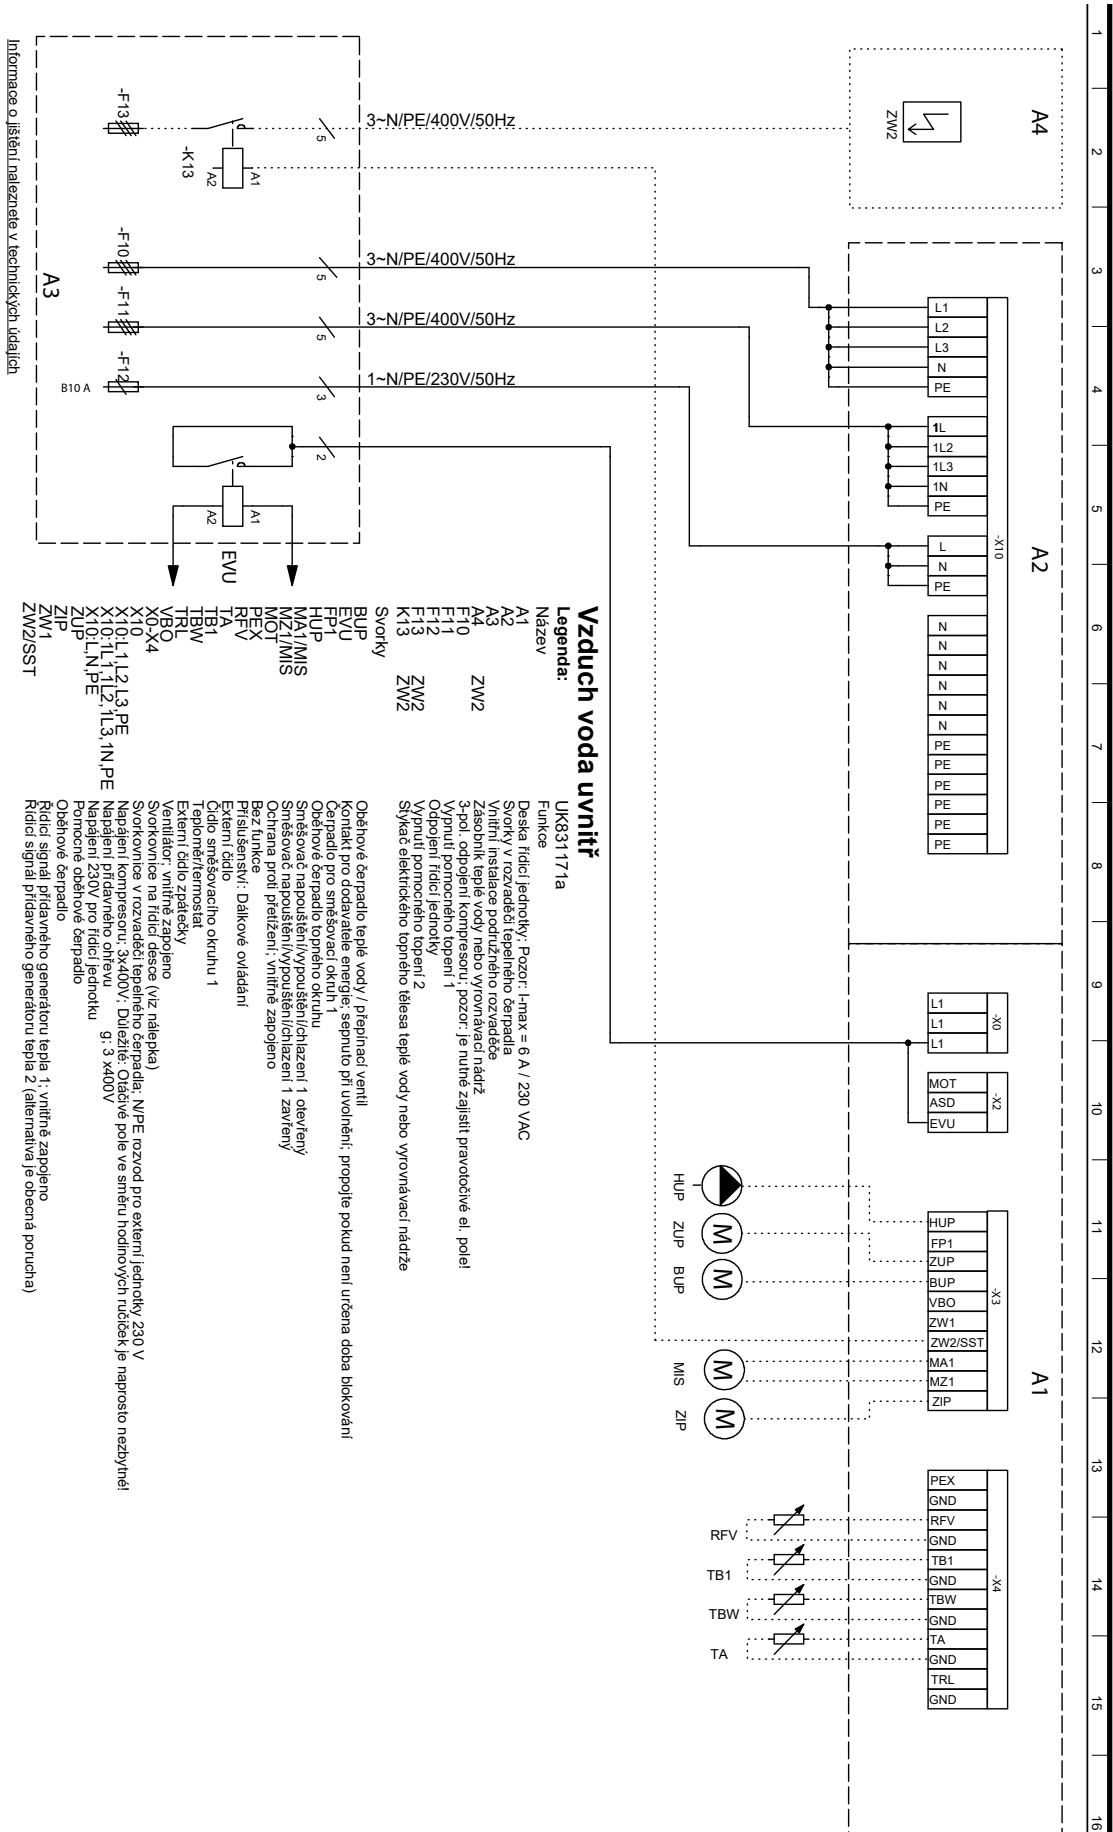 1
2
3
4
5
6
7
8
9
10
11
12
13
14
15
16
A4
ZW2
A2
-X10
L1
L2
L3
N
PE
1L
1L2
1L3
1N
PE
L
N
PE
N
N
N
N
N
N
PE
PE
PE
PE
PE
PE
A1
-X0
L1
L1
L1
-X2
MOT
ASD
EVU
-X3
HUP
FP1
ZUP
BUP
VBO
ZW1
ZW2/SST
MA1
MZ1
ZIP
-X4
PEX
GND
RFV
GND
TB1
GND
TBW
GND
TA
GND
TRL
GND
HUP
M
ZUP
M
BUP
M
MIS
M
ZIP
RFV
TB1
TBW
TA
3~N/PE/400V/50Hz
3~N/PE/400V/50Hz
3~N/PE/400V/50Hz
1~N/PE/230V/50Hz
5
5
5
3
2
-F13
-K13
A1
A2
-F10
-F11
-F12
B10 A
A1
A2
EVU
A3
Informace o jištění naleznete v technických údajích
Vzduch voda uvnitř
Legenda: UK831171a
Název Funkce
A1 Deska řídicí jednotky; Pozor: I-max = 6 A / 230 VAC
A2 Svorky v rozvaděči tepelného čerpadla
A3 Vnitřní instalace podružného rozvaděče
A4 ZW2 Zásobník teplé vody nebo vyrovnávací nádrž
F10 3-pol. odpojení kompresoru; pozor: je nutné zajistit pravotočivé el. pole!
F11 Vypnutí pomocného topení 1
F12 Odpojení řídicí jednotky
F13 ZW2 Vypnutí pomocného topení 2
K13 ZW2 Stykač elektrického topného tělesa teplé vody nebo vyrovnávací nádrže
Svorky
BUP Oběhové čerpadlo teplé vody / přepínací ventil
EVU Kontakt pro dodavatele energie; sepnuto při uvolnění; propojte pokud není určena doba blokování
FP1 Čerpadlo pro směšovací okruh 1
HUP Oběhové čerpadlo topného okruhu
MA1/MIS Směšovač napouštění/vypouštění/chlazení 1 otevřený
MZ1/MIS Směšovač napouštění/vypouštění/chlazení 1 zavřený
MOT Ochrana proti přetížení; vnitřně zapojeno
PEX Bez funkce
RFV Příslušenství: Dálkové ovládání
TA Externí čidlo
TB1 Čidlo směšovacího okruhu 1
TBW Teploměr/termostat
TRL Externí čidlo zpátečky
VBO Ventilátor; vnitřně zapojeno
X0-X4 Svorkovnice na řídicí desce (viz nálepka)
X10 Svorkovnice v rozvaděči tepelného čerpadla; N/PE rozvod pro externí jednotky 230 V
X10:L1,L2,L3,PE Napájení kompresoru; 3x400V; Důležité: Otáčivé pole ve směru hodinových ručiček je naprosto nezbytné!
X10:1L1,1L2,1L3,1N,PE Napájení přídavného ohřevu g; 3 x400V
X10:L,N,PE Napájení 230V pro řídicí jednotku
ZUP Pomocné oběhové čerpadlo
ZIP Oběhové čerpadlo
ZW1 Řídicí signál přídavného generátoru tepla 1; vnitřně zapojeno
ZW2/SST Řídicí signál přídavného generátoru tepla 2 (alternativa je obecná porucha)